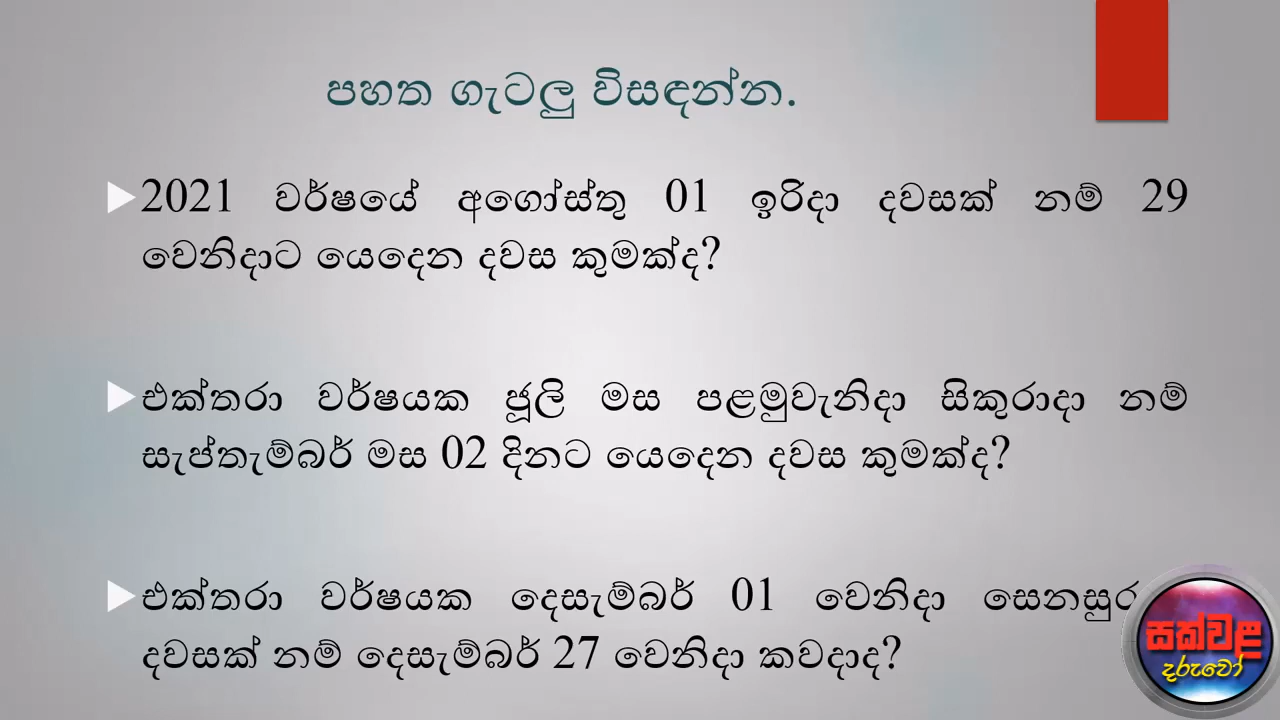 පහත ගැටලු විසඳන්න.
2021 වර්ෂයේ අගෝස්තු 01 ඉරිදා දවසක් නම් 29
වෙනිදාට යෙදෙන දවස කුමක්ද?
එක්තරා වර්ෂයක ජූලි මස පළමුවැනිදා සිකුරාදා නම්
සැප්තැම්බර් මස 02 දිනට යෙදෙන දවස කුමක්ද?
එක්තරා වර්ෂයක දෙසැම්බර් 01 වෙනිදා
දවසක් නම් දෙසැම්බර් 27 වෙනිදා කවදාද?
සක්වළ
දරුවෝ